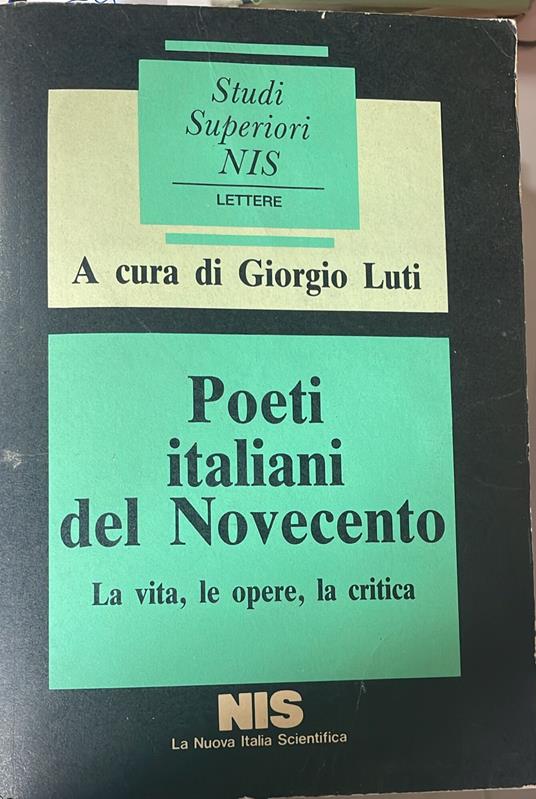 Studi
Superiori
NIS
LETTERE
A cura di Giorgio Luti
Poeti
italiani
del Novecento
La vita, le opere, la critica
NIS
La Nuova Italia Scientifica